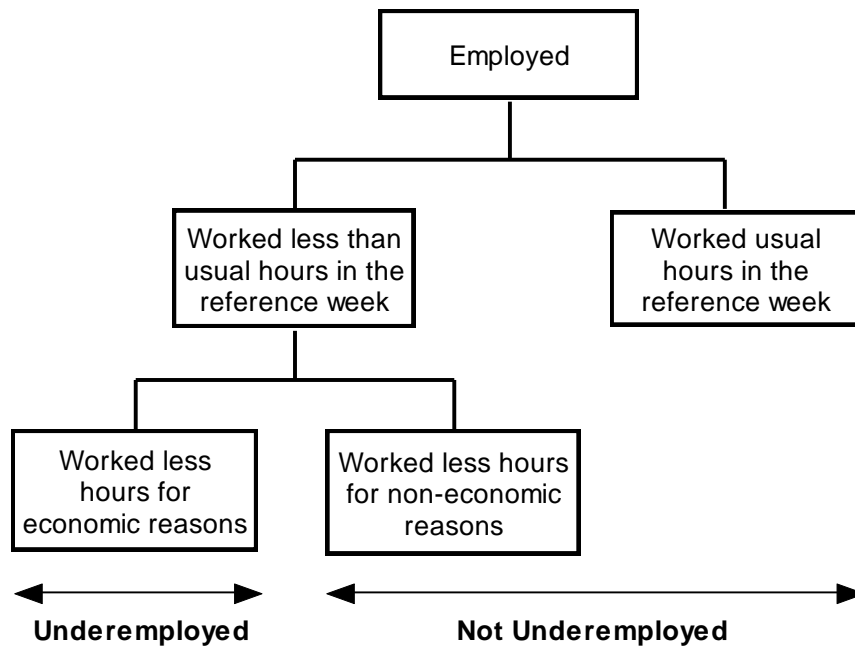 Employed
Worked less than
usual hours in the
reference week
Worked usual
hours in the
reference week
Worked less
hours for
economic reasons
Worked less hours
for non-economic
reasons
Underemployed
Not Underemployed